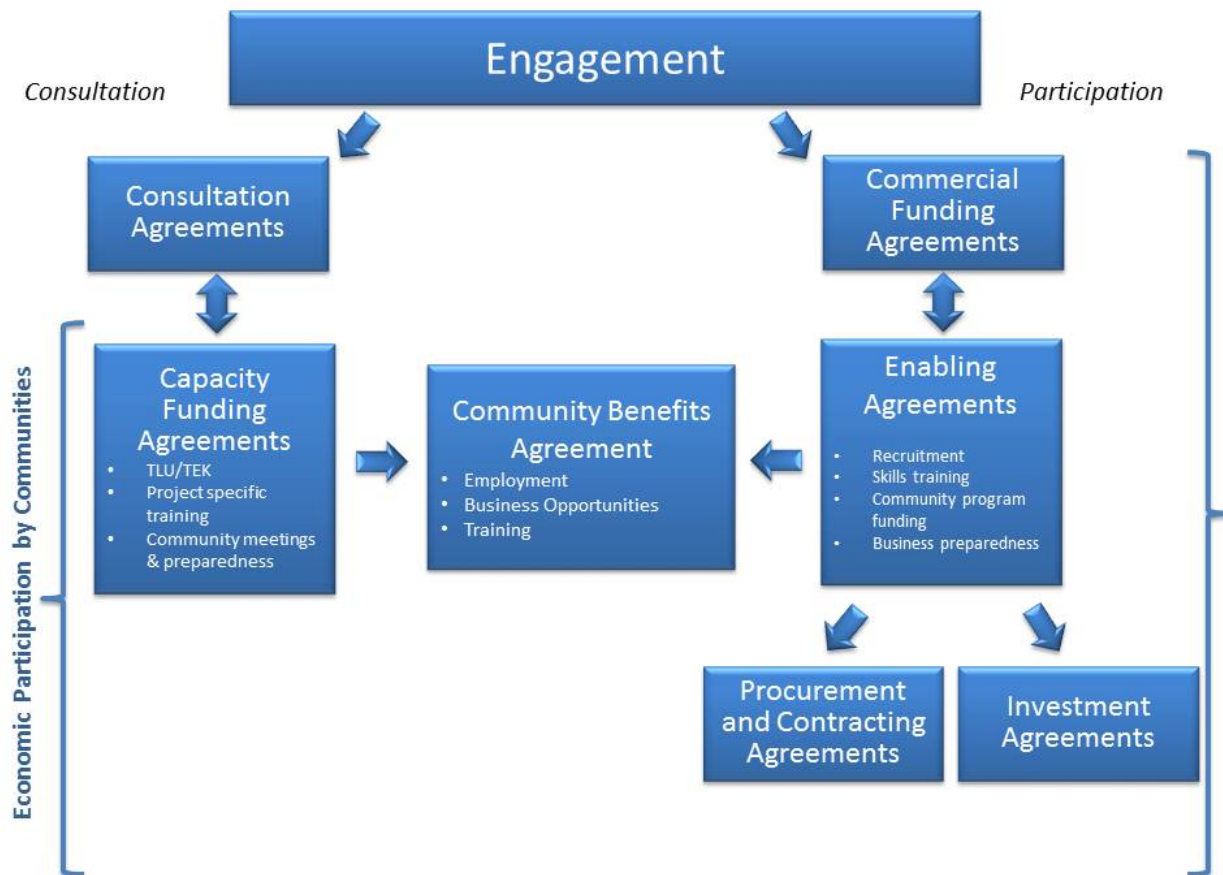 Engagement
Consultation
Participation
Consultation
Agreements
Commercial
Funding
Agreements
Economic Participation by Communities
Capacity
Funding
Agreements
• TLU/TEK
• Project specific
training
• Community meetings
& preparedness
Community Benefits
Agreement
• Employment
• Business Opportunities
• Training
Enabling
Agreements
• Recruitment
• Skills training
• Community program
funding
• Business preparedness
Procurement
and Contracting
Agreements
Investment
Agreements